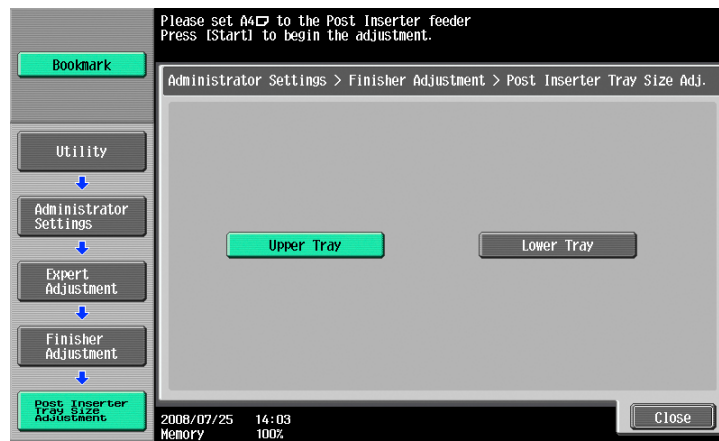 Please set A4 to the Post Inserter feeder
Press [Start] to begin the adjustment.
Bookmark
Administrator Settings > Finisher Adjustment > Post Inserter Tray Size Adj.
Utility
Administrator
Settings
Expert
Adjustment
Finisher
Adjustment
Post Inserter
Tray Size
Adjustment
Upper Tray
Lower Tray
2008/07/25 14:03
Memory 100%
Close